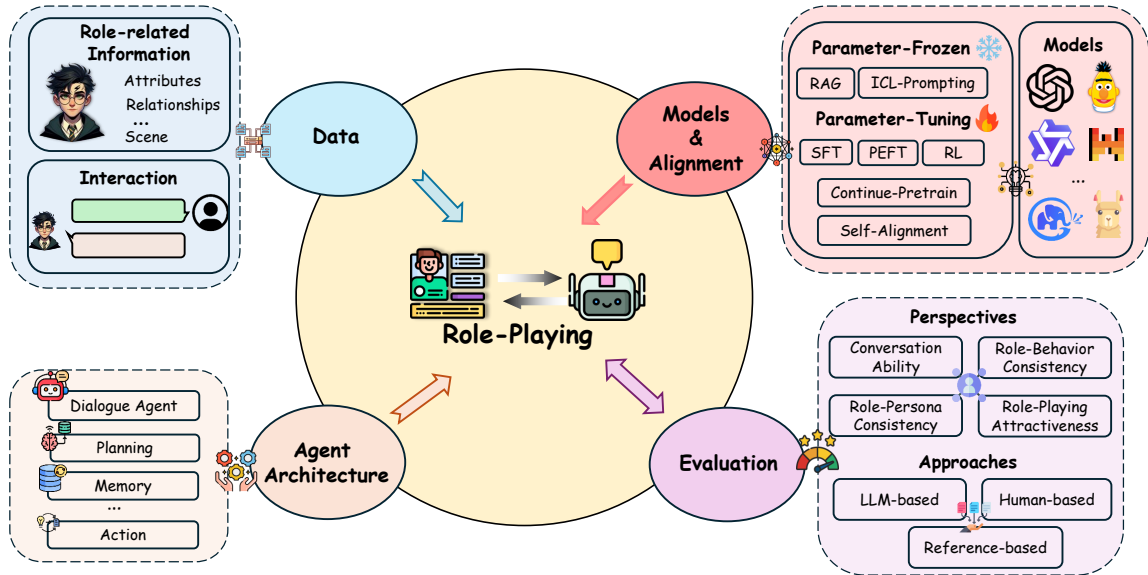 Role-related
Information
Attributes
Relationships
...
Scene
Interaction
Data
Models
&
Alignment
Parameter-Frozen
RAG
ICL-Prompting
Parameter-Tuning
SFT
PEFT
RL
Continue-Pretrain
Self-Alignment
Models
...
Role-Playing
Dialogue Agent
Planning
Memory
...
Action
Agent
Architecture
Evaluation
Perspectives
Conversation
Ability
Role-Behavior
Consistency
Role-Persona
Consistency
Role-Playing
Attractiveness
Approaches
LLM-based
Human-based
Reference-based